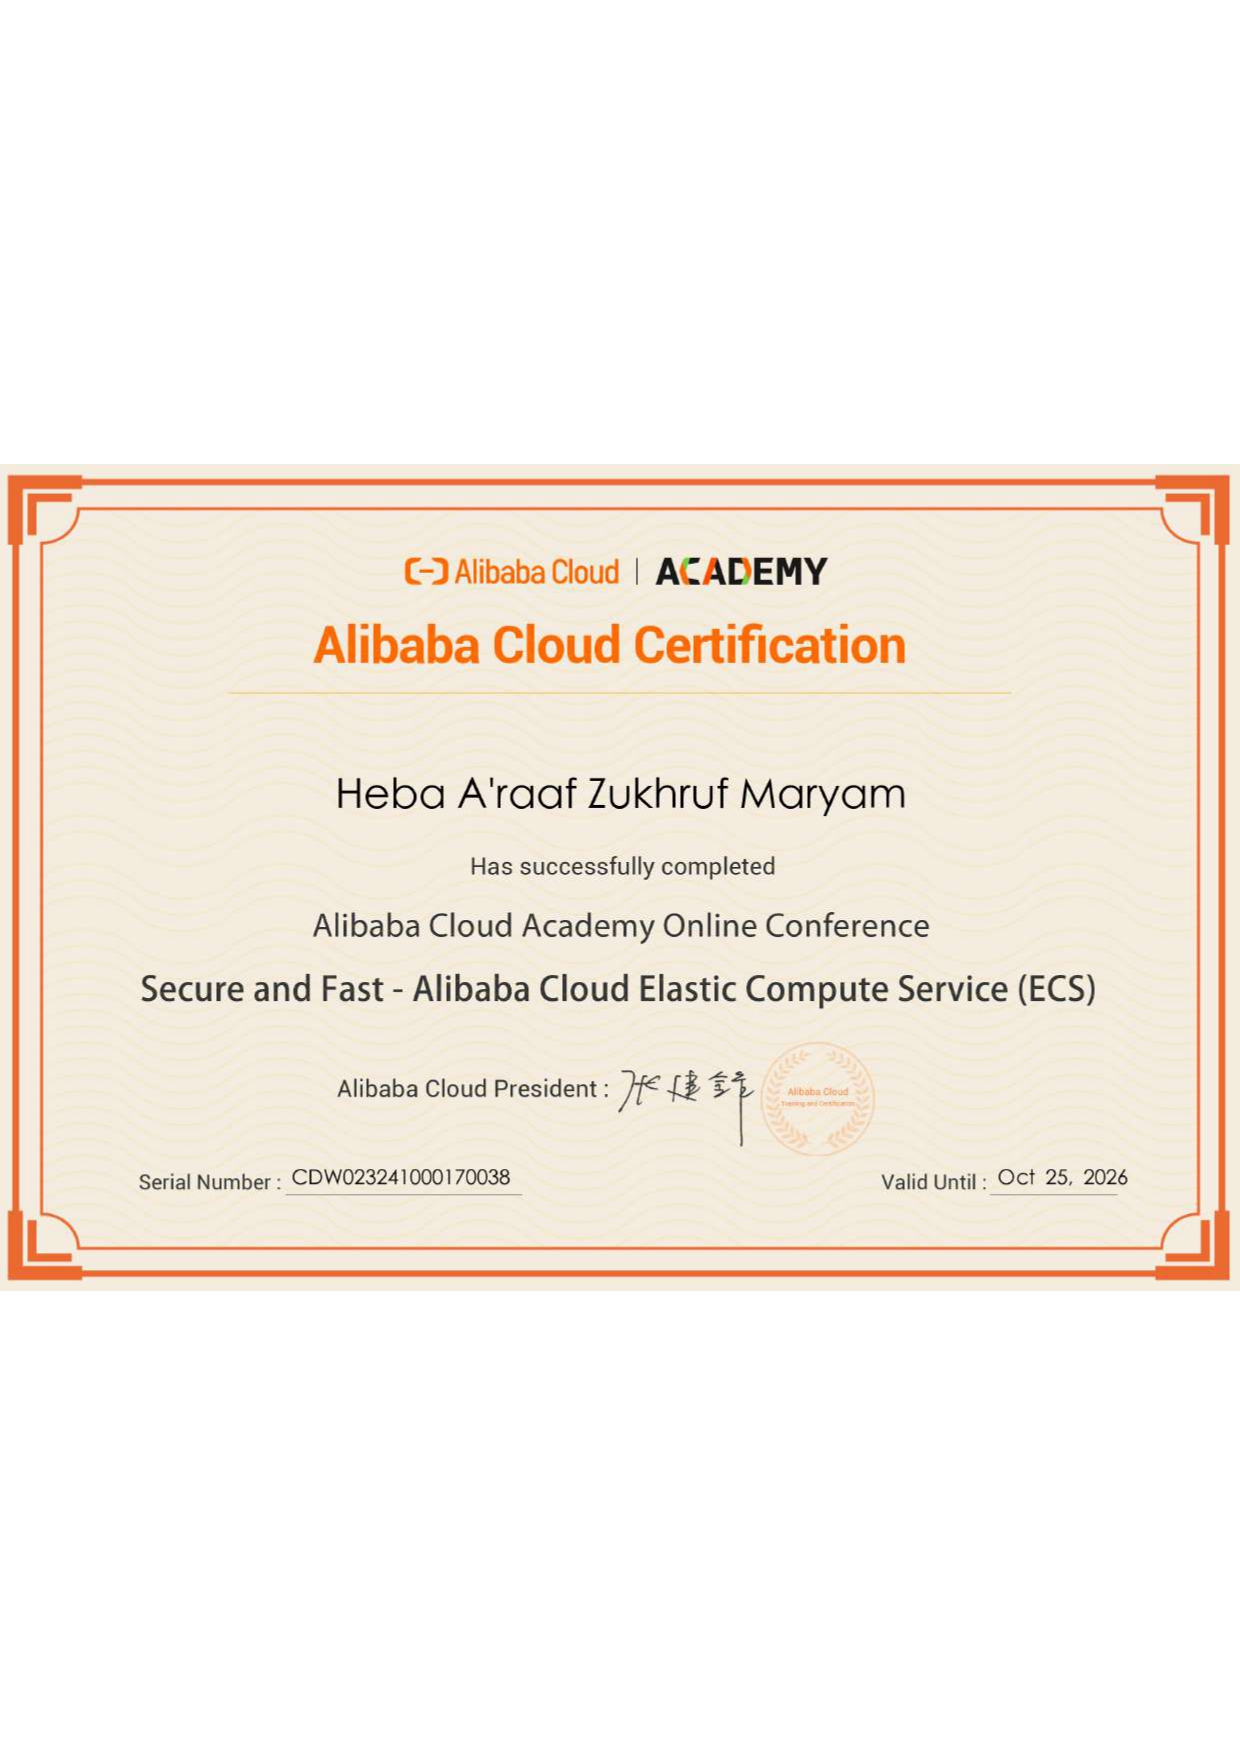 Alibaba Cloud | ACADEMY
Alibaba Cloud Certification
Heba A'raaf Zukhruf Maryam
Has successfully completed
Alibaba Cloud Academy Online Conference
Secure and Fast - Alibaba Cloud Elastic Compute Service (ECS)
Alibaba Cloud President : 张建锋
Alibaba Cloud
Training and Certification
Serial Number : CDW023241000170038
Valid Until : Oct 25, 2026